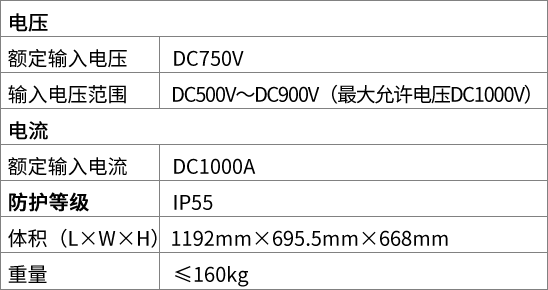 电压
额定输入电压 DC750V
输入电压范围 DC500V～DC900V（最大允许电压DC1000V）
电流
额定输入电流 DC1000A
防护等级 IP55
体积（L×W×H） 1192mm×695.5mm×668mm
重量 ≤160kg